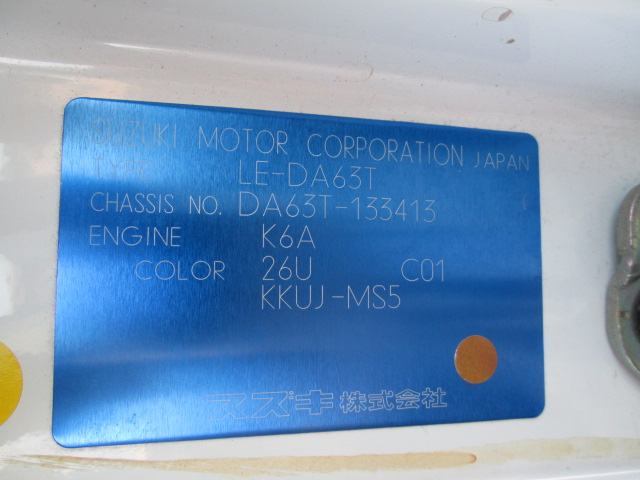 SUZUKI MOTOR CORPORATION JAPAN
TYPE LE-DA63T
CHASSIS NO. DA63T-133413
ENGINE K6A
COLOR 26U C01
KKUJ-MS5
スズキ株式会社